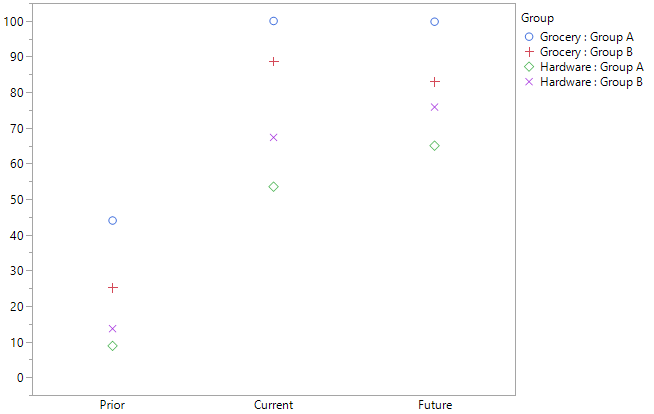 100
90
80
70
60
50
40
30
20
10
0
Prior Current Future
Group
Grocery : Group A
Grocery : Group B
Hardware : Group A
Hardware : Group B